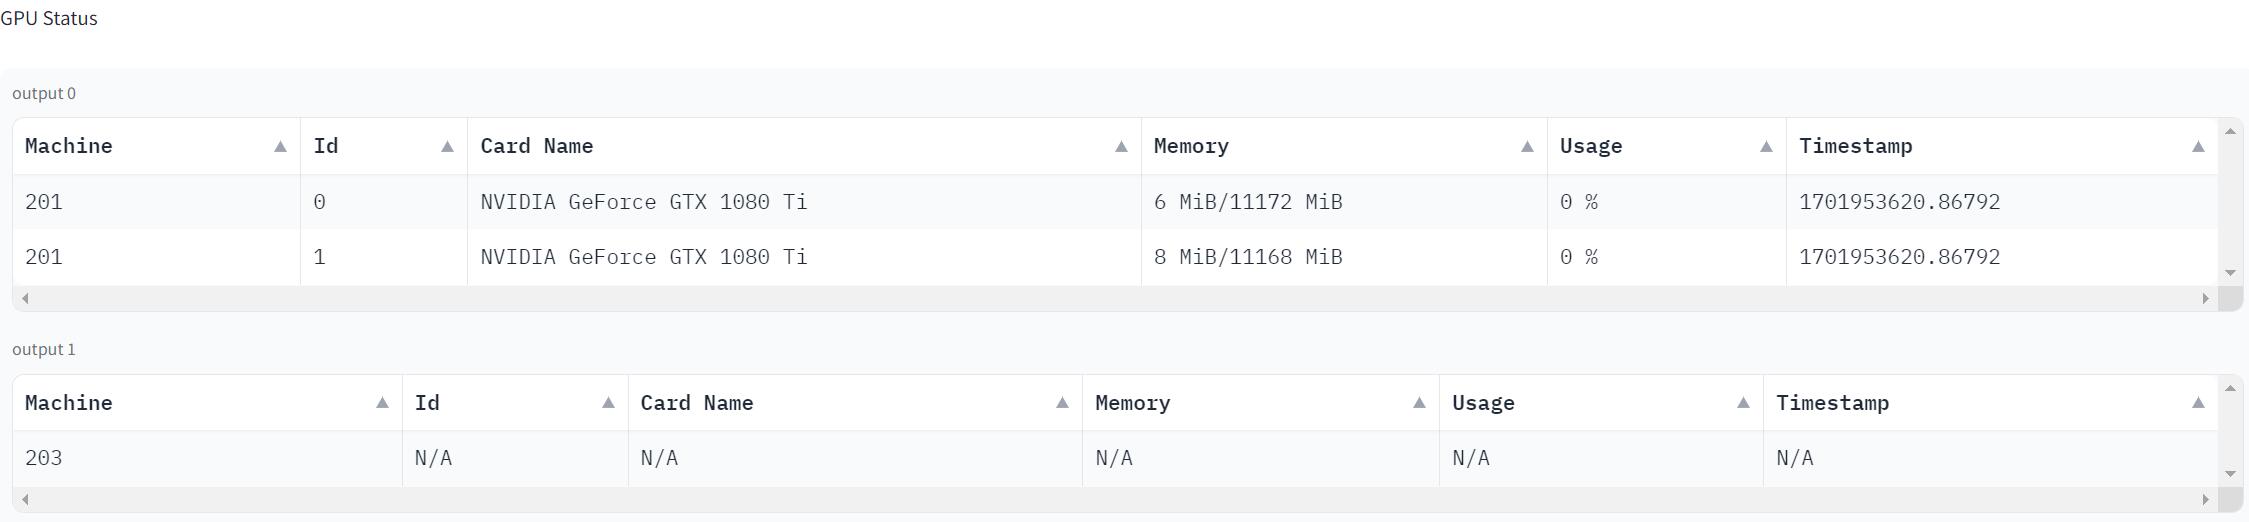 GPU Status
output 0
Machine Id Card Name Memory Usage Timestamp
201 0 NVIDIA GeForce GTX 1080 Ti 6 MiB/11172 MiB 0 % 1701953620.86792
201 1 NVIDIA GeForce GTX 1080 Ti 8 MiB/11168 MiB 0 % 1701953620.86792
output 1
Machine Id Card Name Memory Usage Timestamp
203 N/A N/A N/A N/A N/A